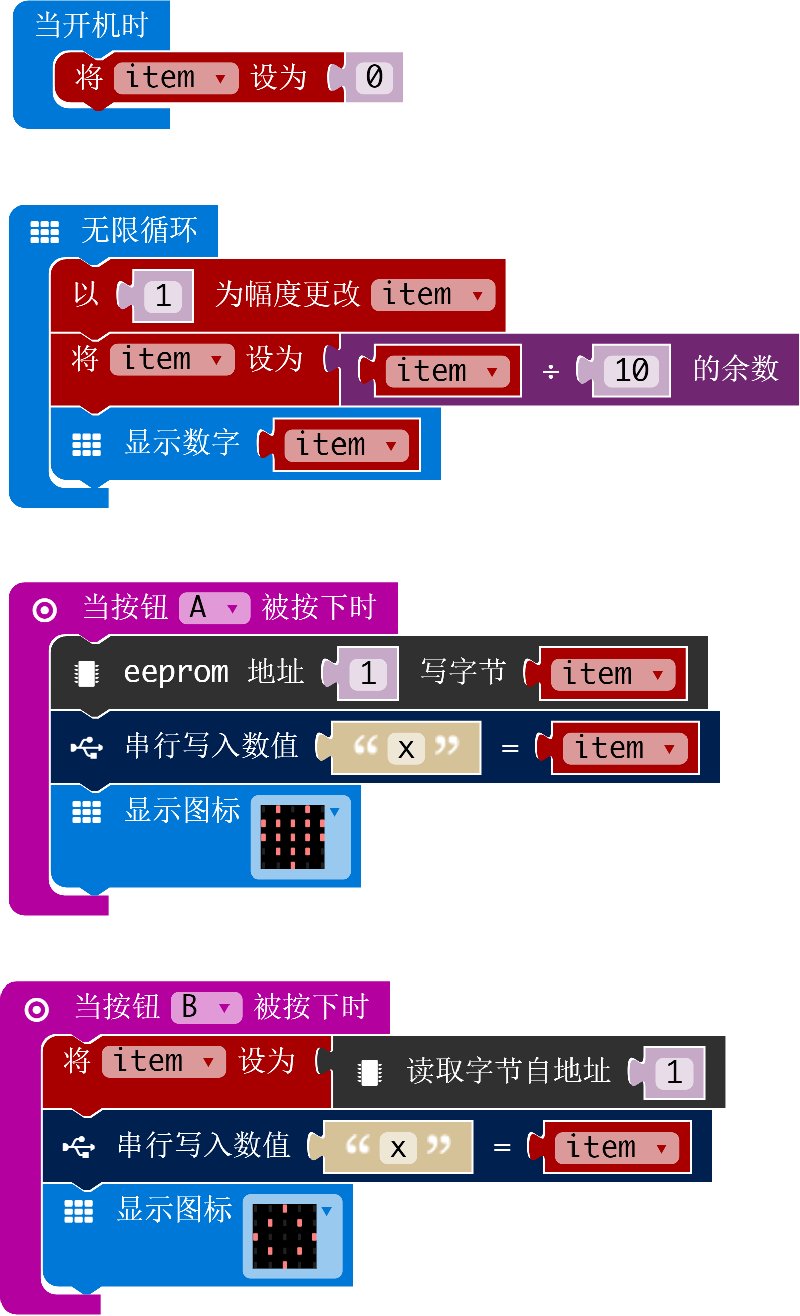 当开机时
将 item 设为 0
无限循环
以 1 为幅度更改 item
将 item 设为 item ÷ 10 的余数
显示数字 item
当按钮 A 被按下时
eeprom 地址 1 写字节 item
串行写入数值 “ x ” = item
显示图标
当按钮 B 被按下时
将 item 设为 读取字节自地址 1
串行写入数值 “ x ” = item
显示图标